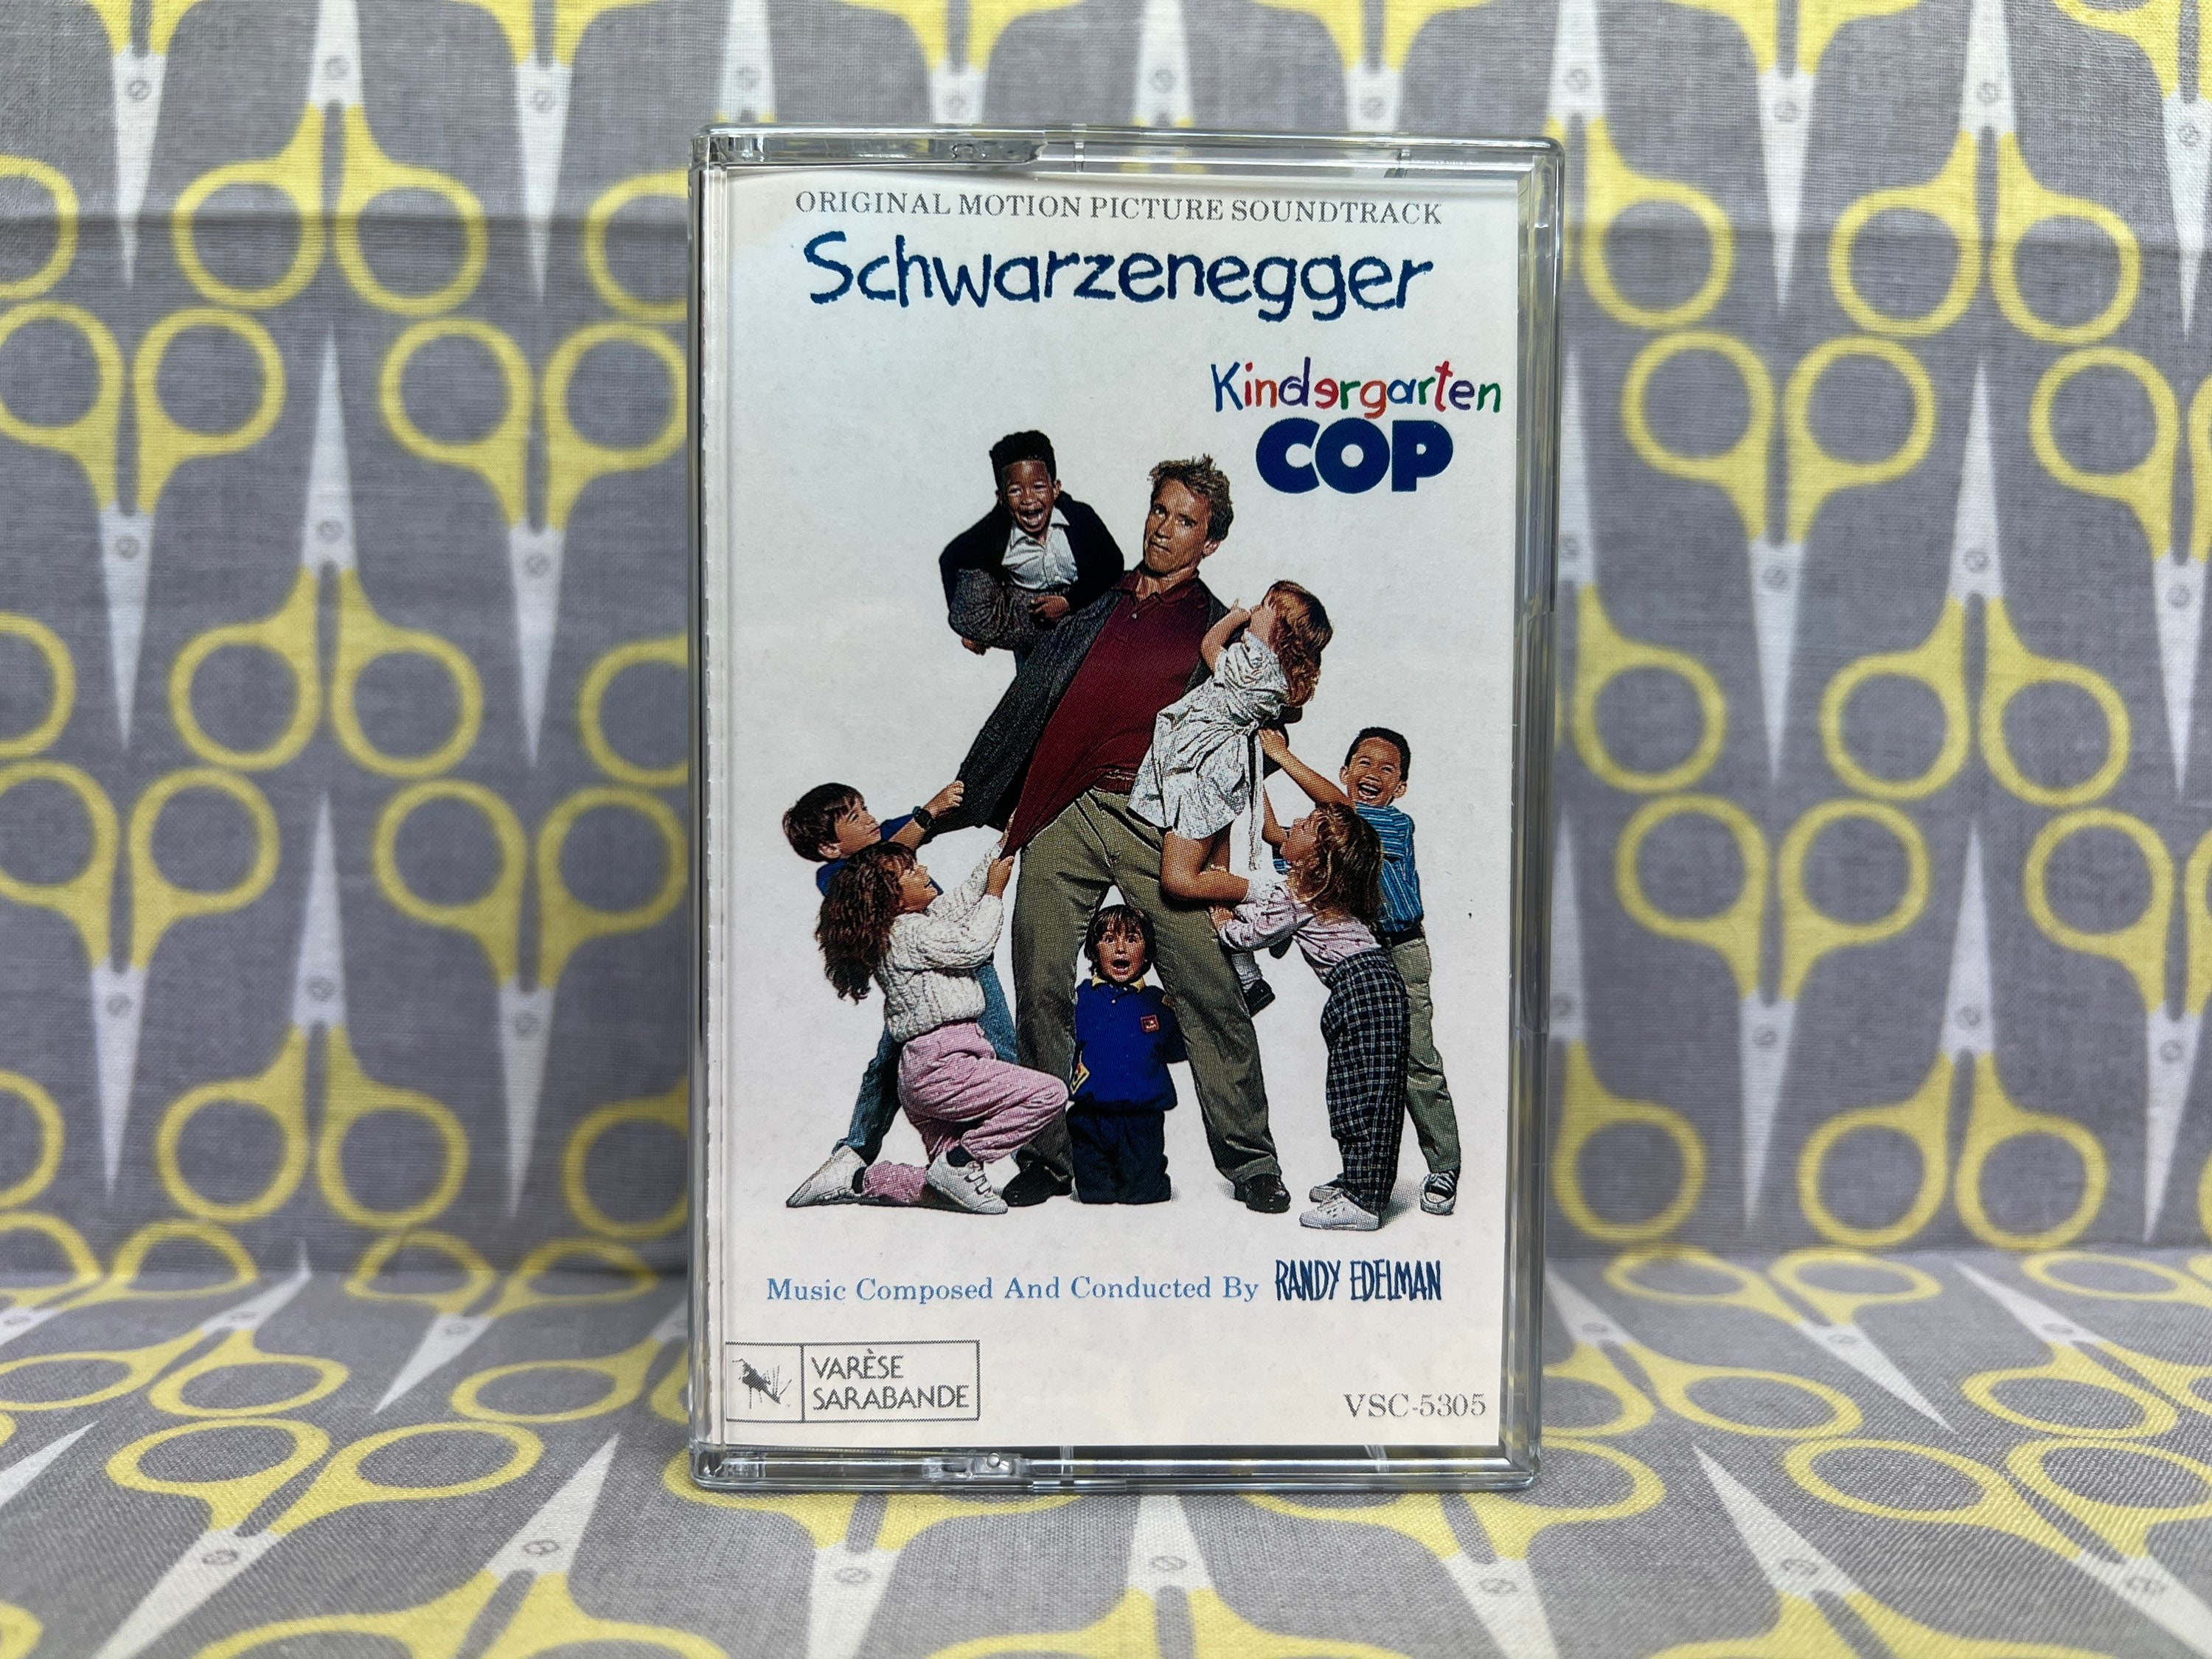 ORIGINAL MOTION PICTURE SOUNDTRACK
Schwarzenegger
Kindergarten
COP
Music Composed And Conducted By RANDY EDELMAN
VARÈSE
SARABANDE
VSC-5305